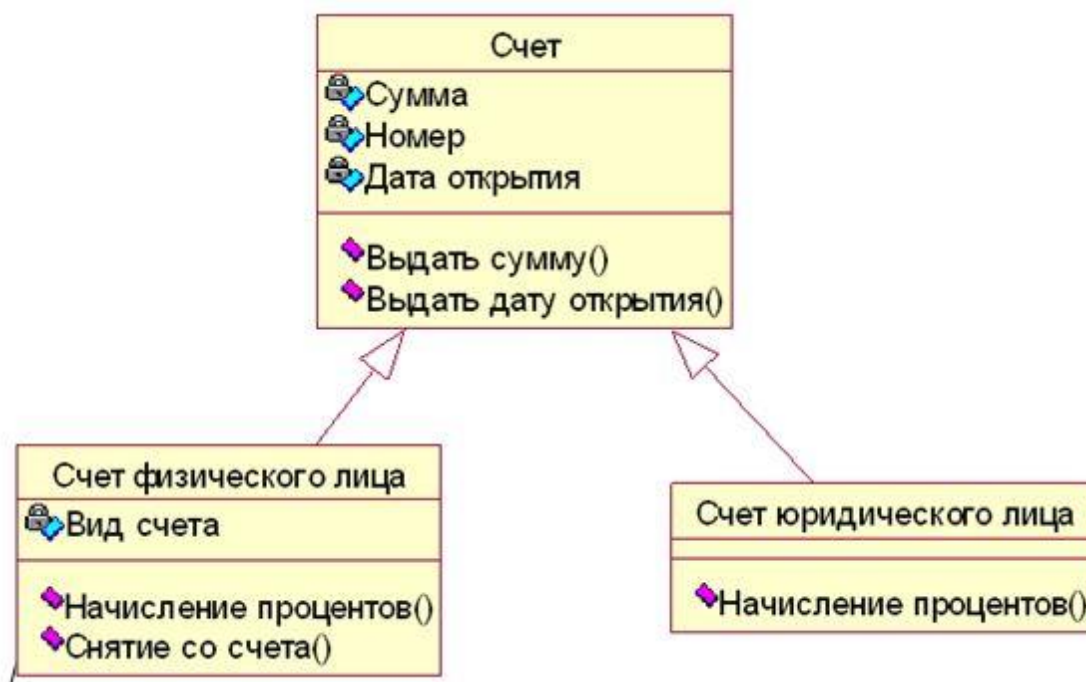 Счет
Сумма
Номер
Дата открытия
Выдать сумму()
Выдать дату открытия()
Счет физического лица
Вид счета
Начисление процентов()
Снятие со счета()
Счет юридического лица
Начисление процентов()